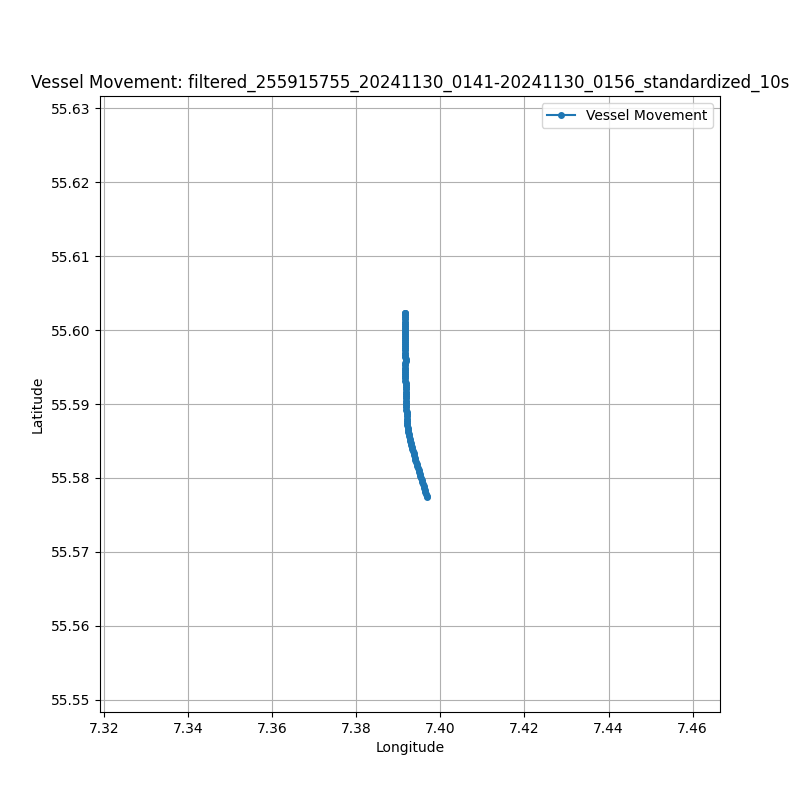 Vessel Movement: filtered_255915755_20241130_0141-20241130_0156_standardized_10s
Vessel Movement
55.63
55.62
55.61
55.60
55.59
55.58
55.57
55.56
55.55
Latitude
7.32 7.34 7.36 7.38 7.40 7.42 7.44 7.46
Longitude